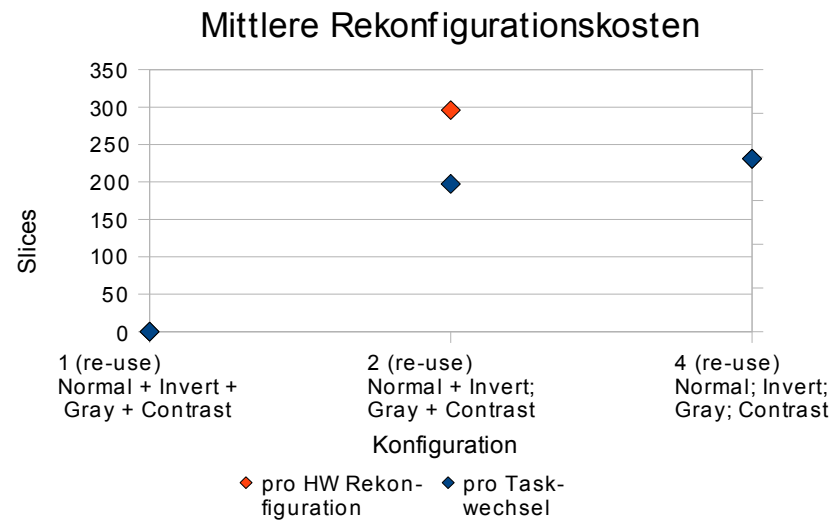 Mittlere Rekonfigurationskosten
350
300
250
200
150
100
50
0
Slices
1 (re-use)
Normal + Invert +
Gray + Contrast
2 (re-use)
Normal + Invert;
Gray + Contrast
4 (re-use)
Normal; Invert;
Gray; Contrast
Konfiguration
pro HW Rekon-
figuration
pro Task-
wechsel